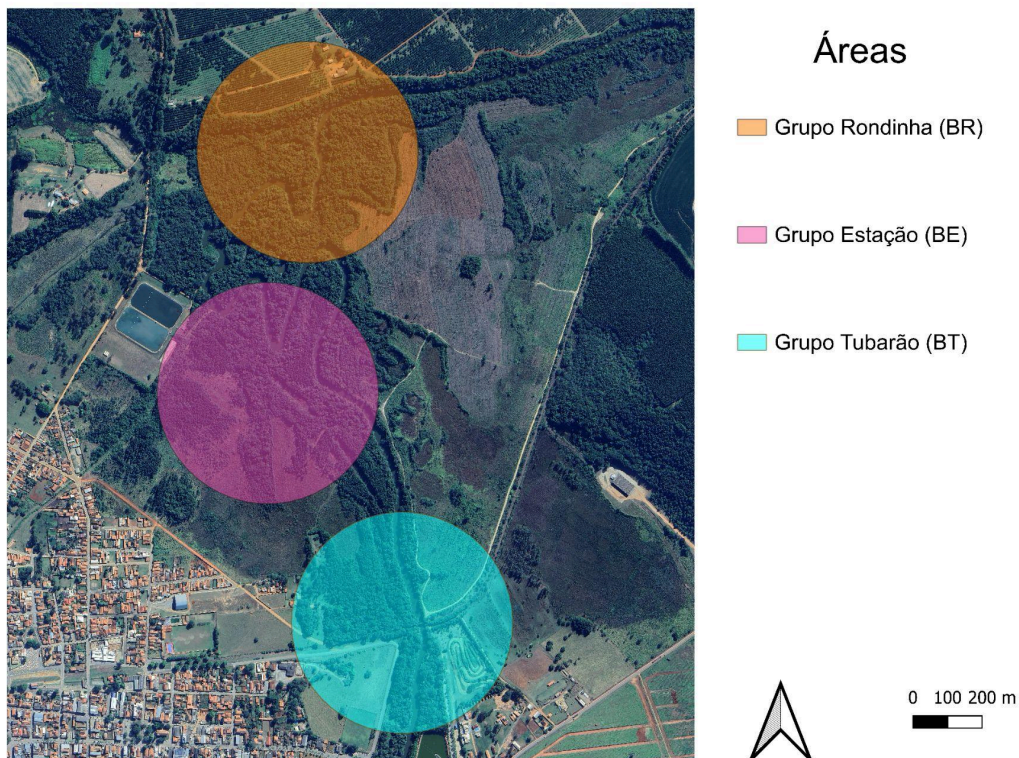 Áreas
Grupo Rondinha (BR)
Grupo Estação (BE)
Grupo Tubarão (BT)
0 100 200 m